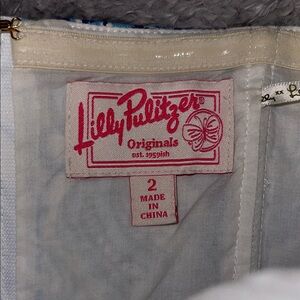 Lilly Pulitzer®
Originals
est. 1959ish
2
MADE
IN
CHINA